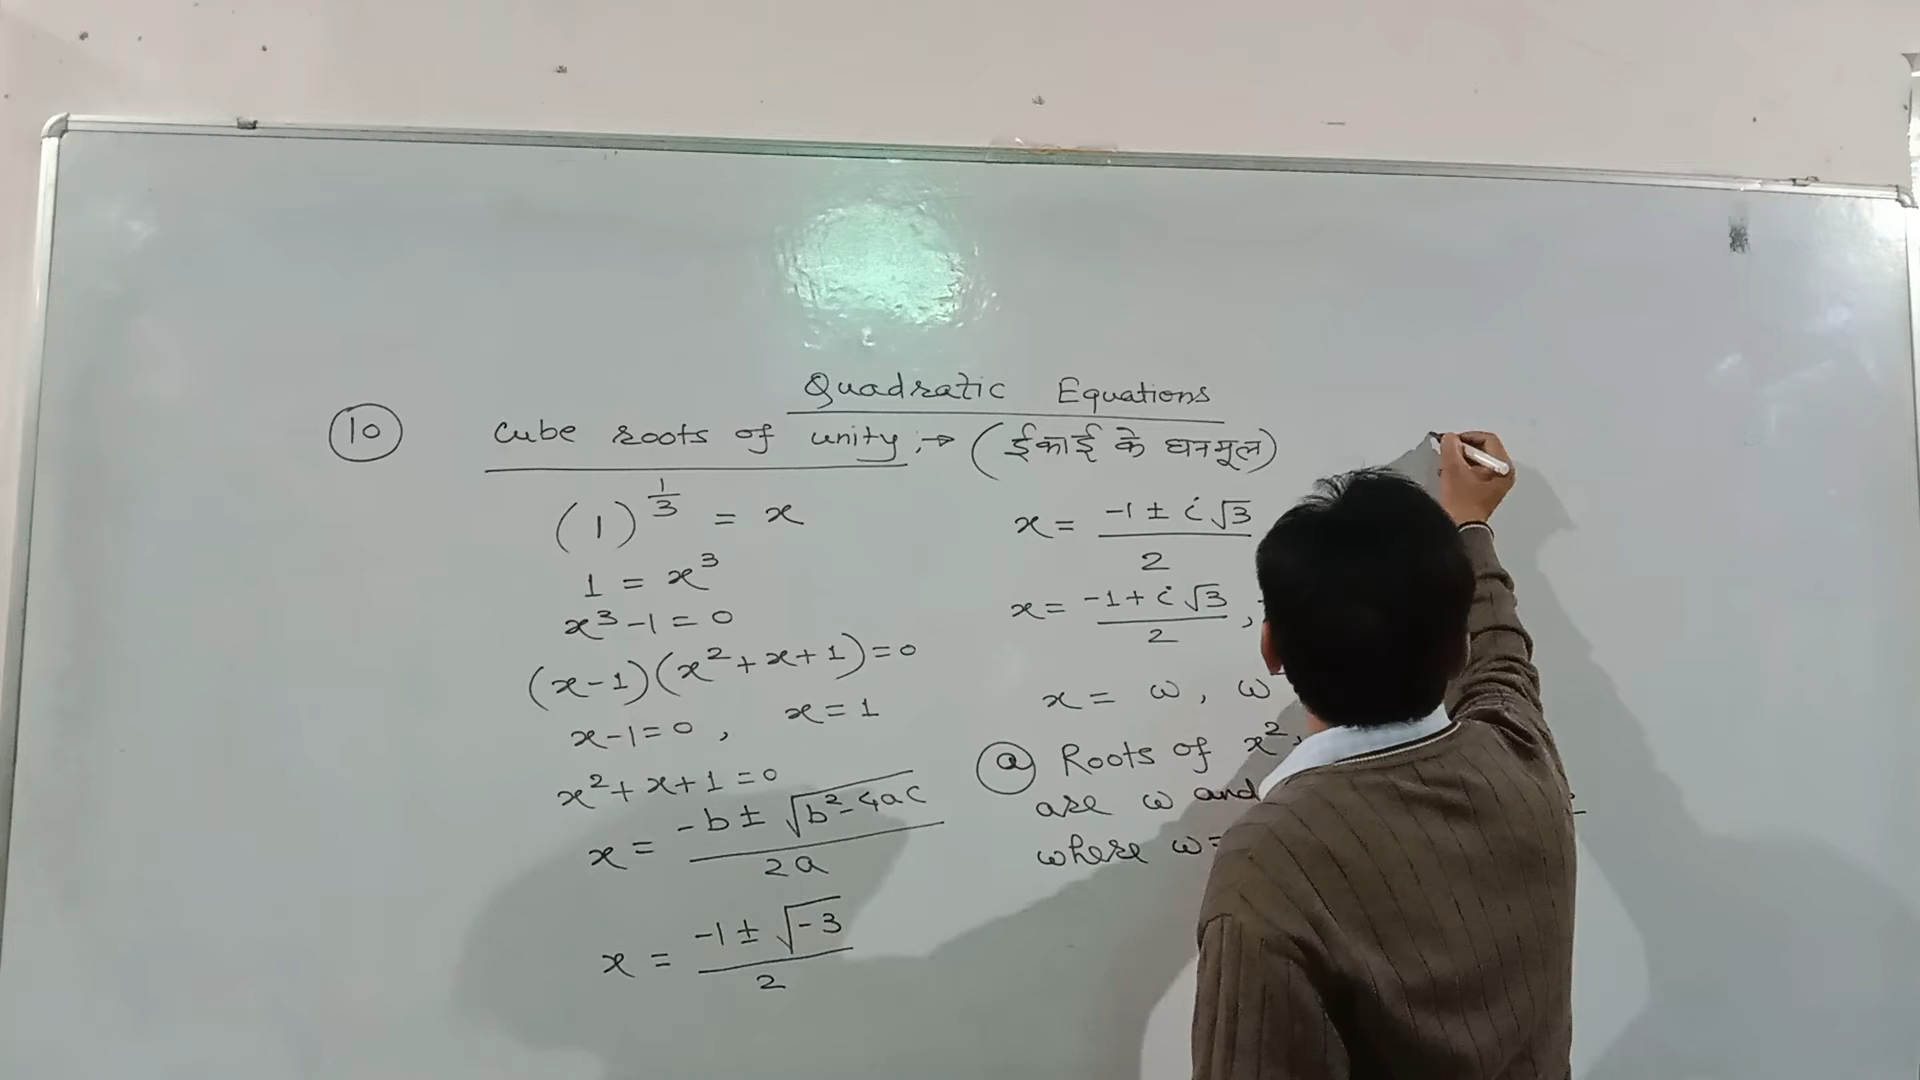 Quadratic Equations
10 Cube roots of unity :→ (ईकाई के घनमूल)
(1)^{1/3} = x
1 = x³
x³-1=0
(x-1)(x²+x+1)=0
x-1=0, x=1
x²+x+1=0
x = (-b ± √(b²-4ac))/2a
x = (-1 ± √-3)/2
x = (-1 ± i√3)/2
x = (-1+i√3)/2,
x = ω, ω
a Roots of x²
are ω and
where ω=